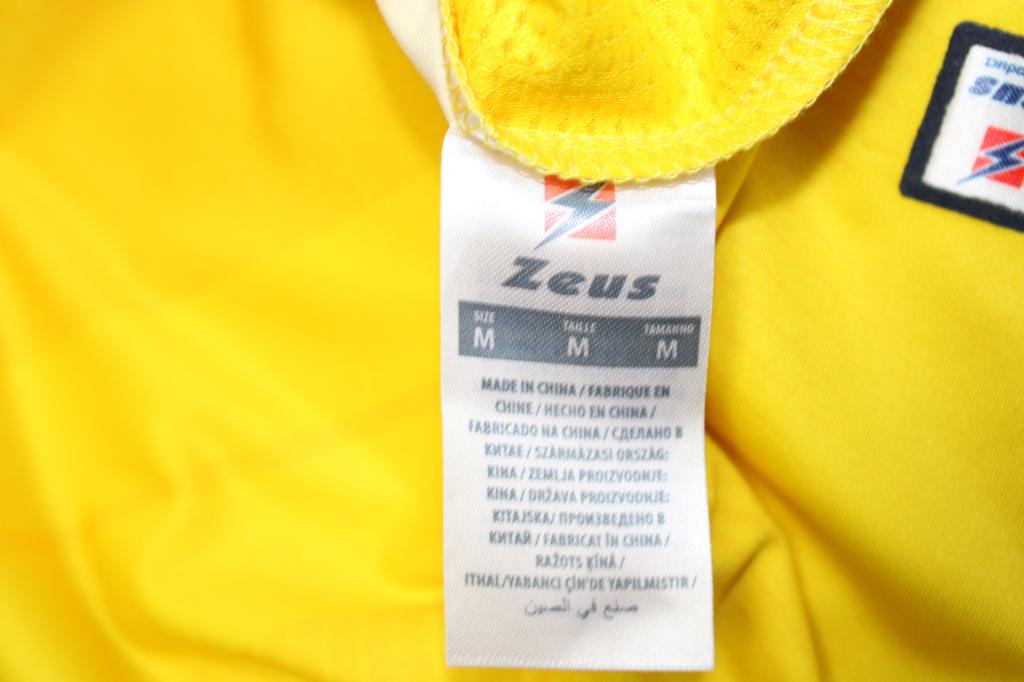 Zeus
SIZE TAILLE TAMANHO
M M M
MADE IN CHINA / FABRIQUE EN
CHINE / HECHO EN CHINA /
FABRICADO NA CHINA / СДЕЛАНО В
КИТАЕ / SZÁRMAZÁSI ORSZÁG:
KINA / ZEMLJA PROIZVODNJE:
KINA / DRŽAVA PROIZVODNJE:
KITAJSKA/ ПРОИЗВЕДЕНО В
КИТАЙ / FABRICAT ÎN CHINA /
RAŽOTS ĶĪNĀ /
ITHAL/YABANCI ÇİN'DE YAPILMISTIR /
صنع في الصين